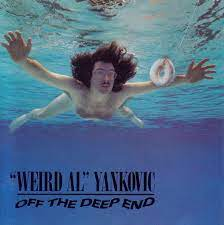 "WEIRD AL" YANKOVIC
OFF THE DEEP END